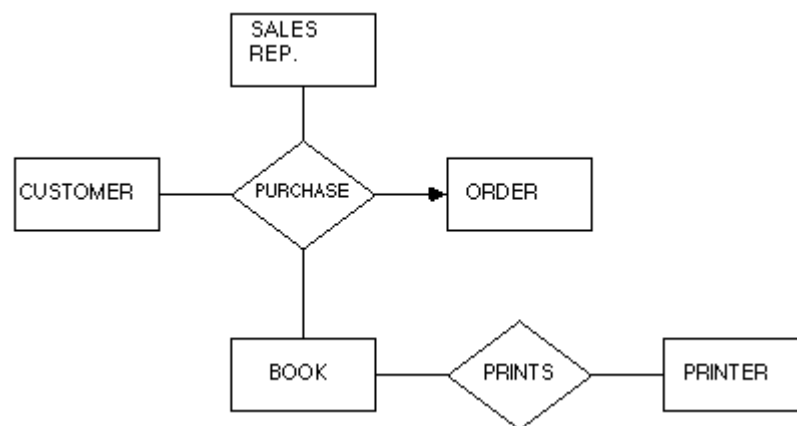 SALES
REP.
CUSTOMER
PURCHASE
ORDER
BOOK
PRINTS
PRINTER